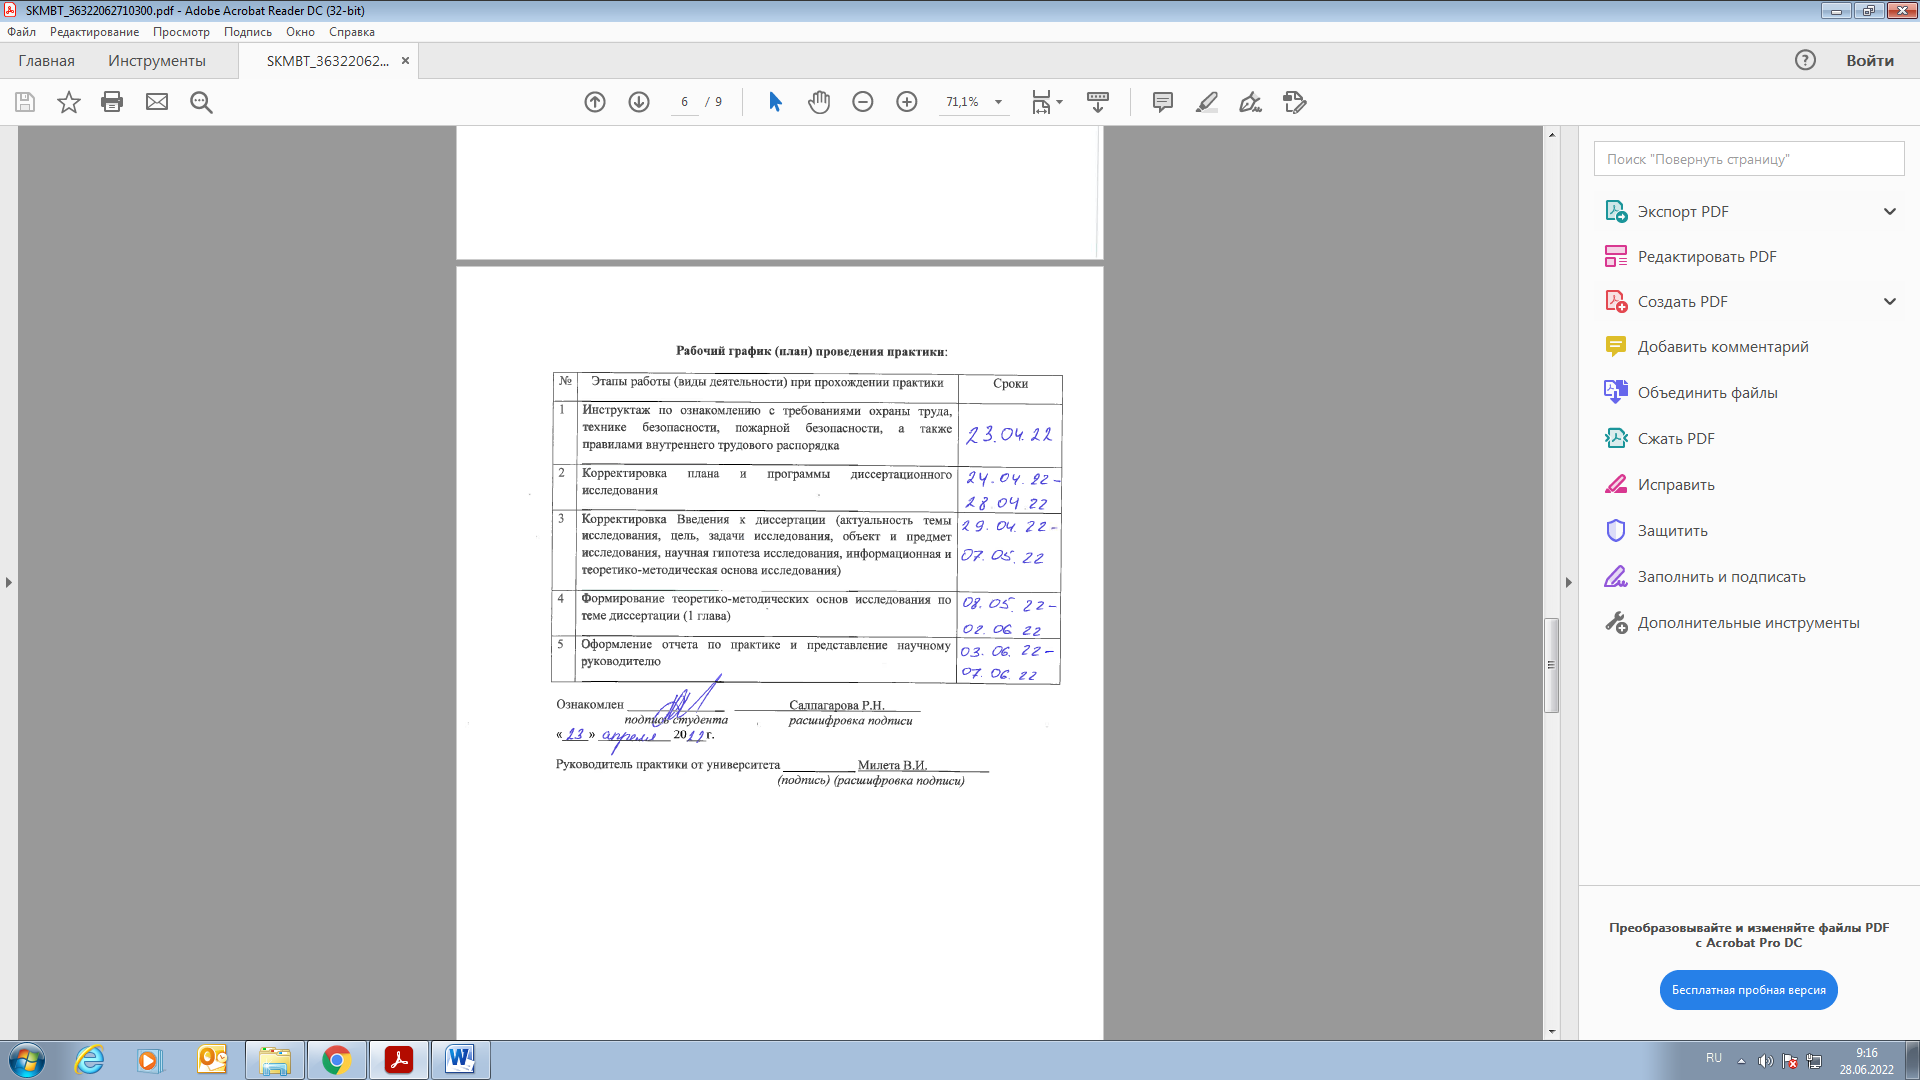 SKMBT_36322062710300.pdf - Adobe Acrobat Reader DC (32-bit)
Файл Редактирование Просмотр Подпись Окно Справка
Главная Инструменты SKMBT_36322062... × Войти
6 / 9 71,1%
Рабочий график (план) проведения практики:
№ Этапы работы (виды деятельности) при прохождении практики Сроки
1 Инструктаж по ознакомлению с требованиями охраны труда,
технике безопасности, пожарной безопасности, а также
правилами внутреннего трудового распорядка
23.04.22
2 Корректировка плана и программы диссертационного
исследования
24.04.22-
28.04.22
3 Корректировка Введения к диссертации (актуальность темы
исследования, цель, задачи исследования, объект и предмет
исследования, научная гипотеза исследования, информационная и
теоретико-методическая основа исследования)
29.04.22-
07.05.22
4 Формирование теоретико-методических основ исследования по
теме диссертации (1 глава)
08.05.22-
02.06.22
5 Оформление отчета по практике и представление научному
руководителю
03.06.22-
07.06.22
Ознакомлен Салпагарова Р.Н.
подпись студента расшифровка подписи
«23» апреля 2022г.
Руководитель практики от университета Милета В.И.
(подпись) (расшифровка подписи)
Поиск "Повернуть страницу"
Экспорт PDF
Редактировать PDF
Создать PDF
Добавить комментарий
Объединить файлы
Сжать PDF
Исправить
Защитить
Заполнить и подписать
Дополнительные инструменты
Преобразовывайте и изменяйте файлы PDF
с Acrobat Pro DC
Бесплатная пробная версия
RU 9:16
28.06.2022